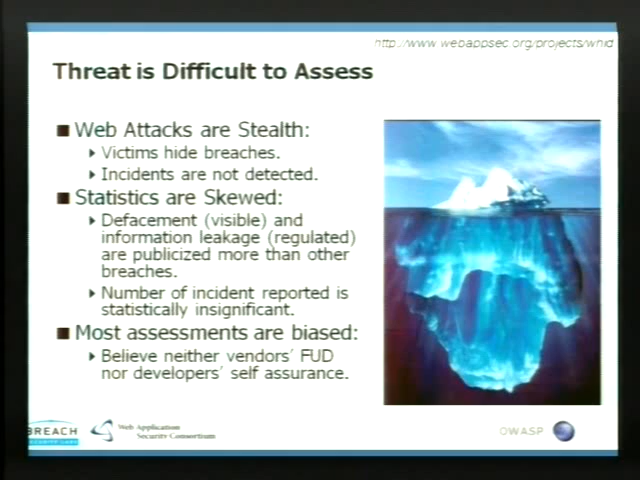 http://www.webappsec.org/projects/whid
Threat is Difficult to Assess
Web Attacks are Stealth:
Victims hide breaches.
Incidents are not detected.
Statistics are Skewed:
Defacement (visible) and
information leakage (regulated)
are publicized more than other
breaches.
Number of incident reported is
statistically insignificant.
Most assessments are biased:
Believe neither vendors' FUD
nor developers' self assurance.
BREACH
SECURITY LABS
Web Application
Security Consortium
OWASP